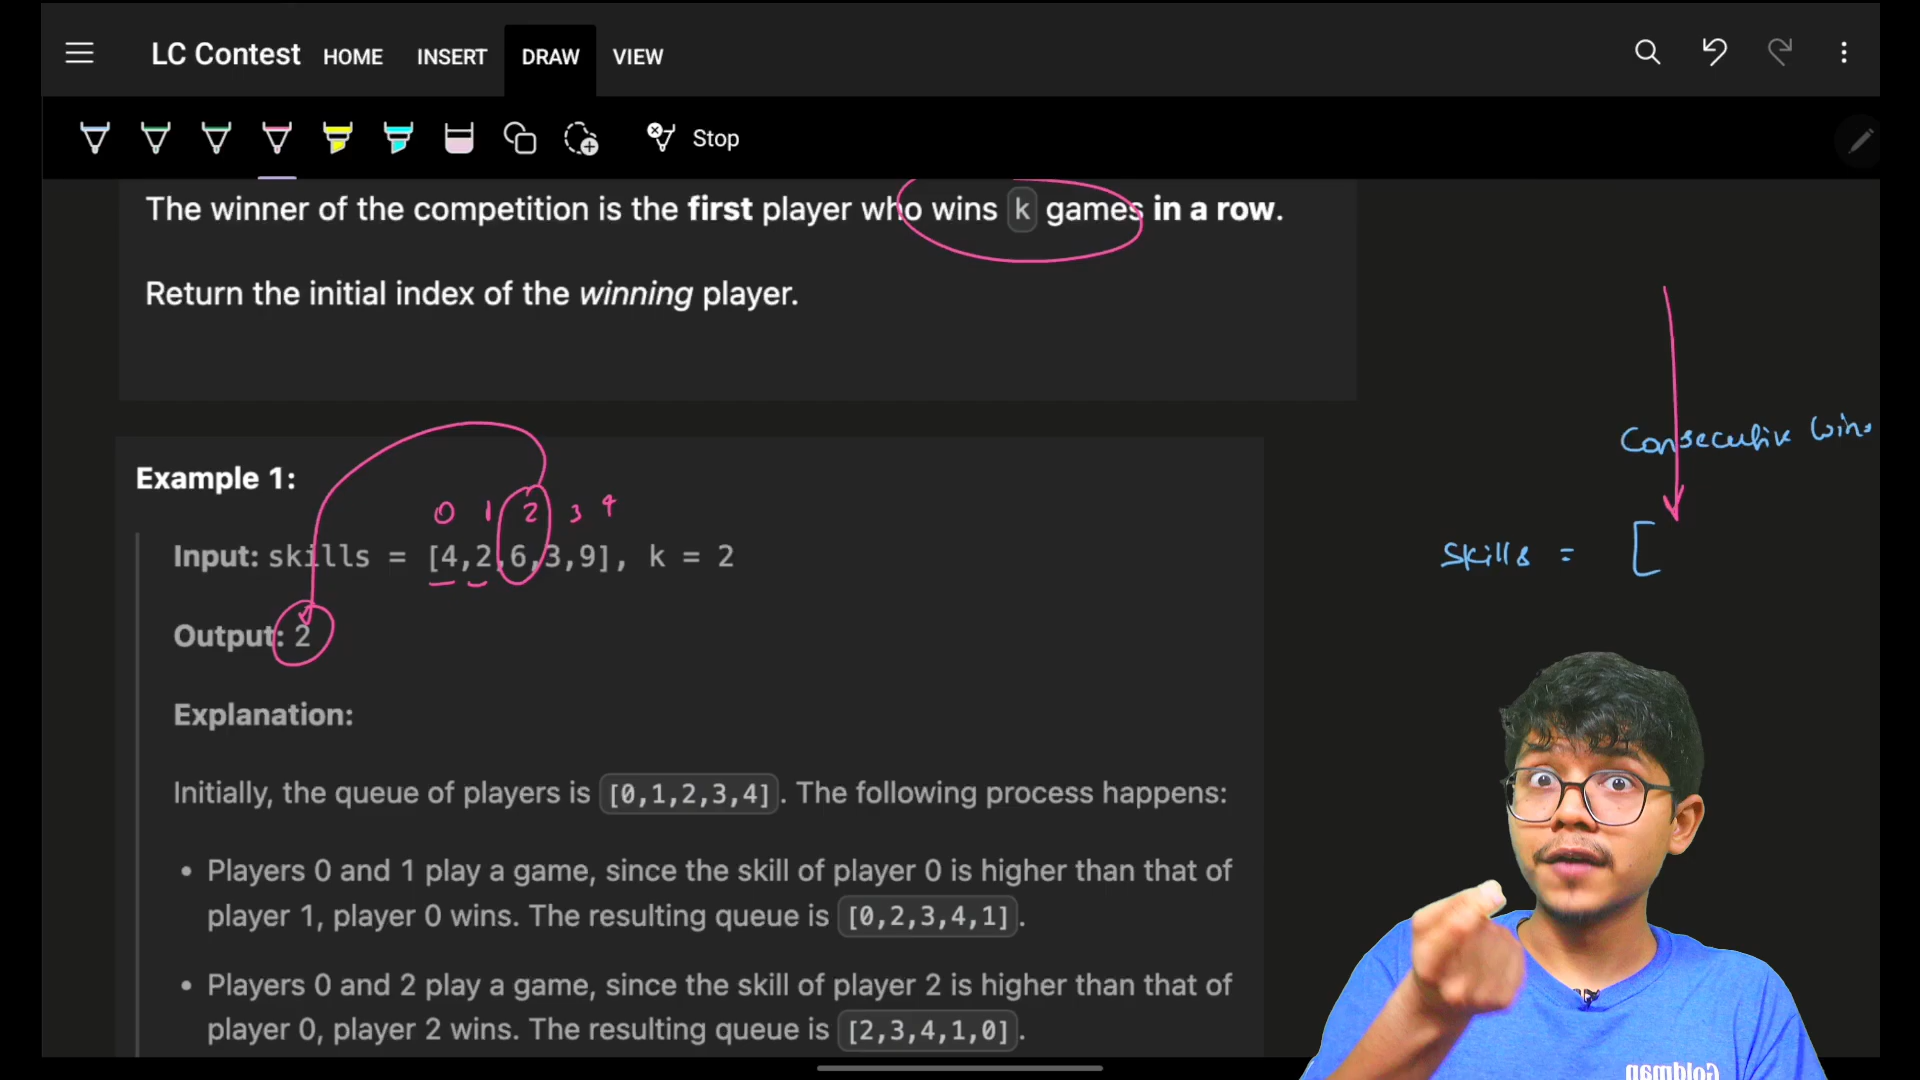 LC Contest HOME INSERT DRAW VIEW
Stop
The winner of the competition is the first player who wins k games in a row.
Return the initial index of the winning player.
Consecutive wins
Example 1:
0 1 2 3 4
Input: skills = [4,2,6,3,9], k = 2
skills = [
Output: 2
Explanation:
Initially, the queue of players is [0,1,2,3,4]. The following process happens:
• Players 0 and 1 play a game, since the skill of player 0 is higher than that of
player 1, player 0 wins. The resulting queue is [0,2,3,4,1].
• Players 0 and 2 play a game, since the skill of player 2 is higher than that of
player 0, player 2 wins. The resulting queue is [2,3,4,1,0].
Goldman